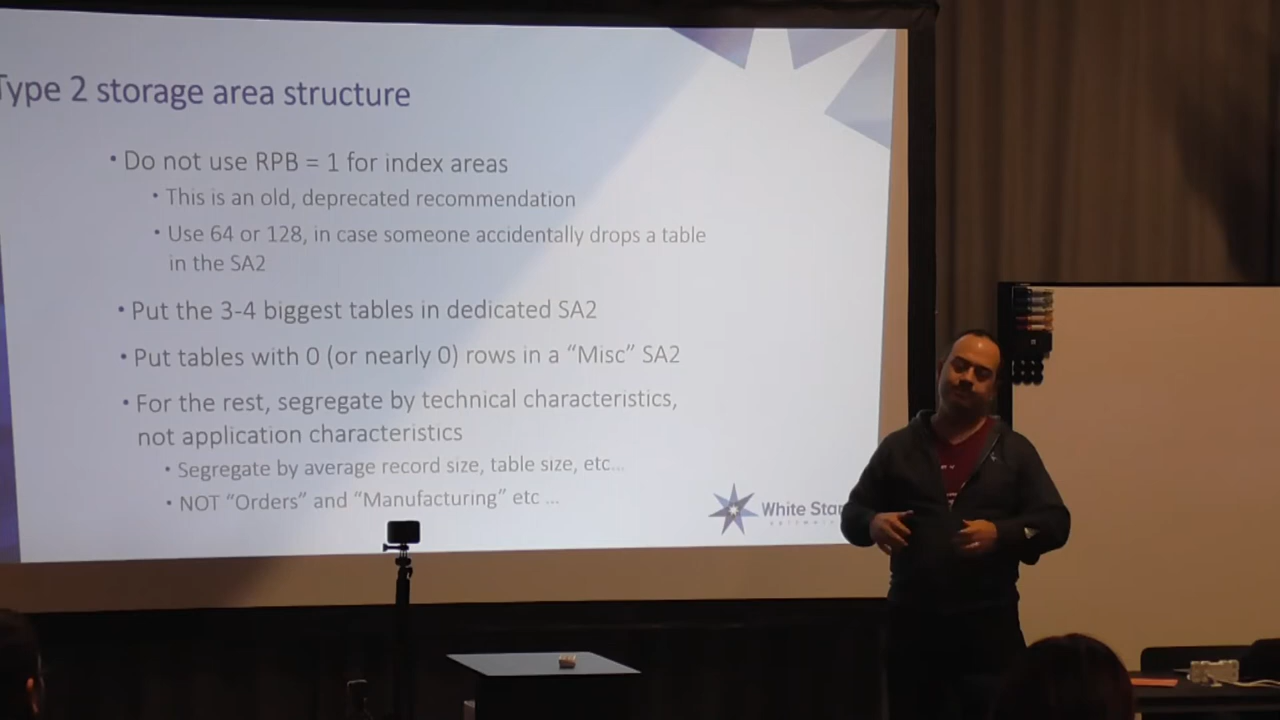 Type 2 storage area structure
• Do not use RPB = 1 for index areas
• This is an old, deprecated recommendation
• Use 64 or 128, in case someone accidentally drops a table
in the SA2
• Put the 3-4 biggest tables in dedicated SA2
• Put tables with 0 (or nearly 0) rows in a “Misc” SA2
• For the rest, segregate by technical characteristics,
not application characteristics
• Segregate by average record size, table size, etc...
• NOT “Orders” and “Manufacturing” etc ...
White Star